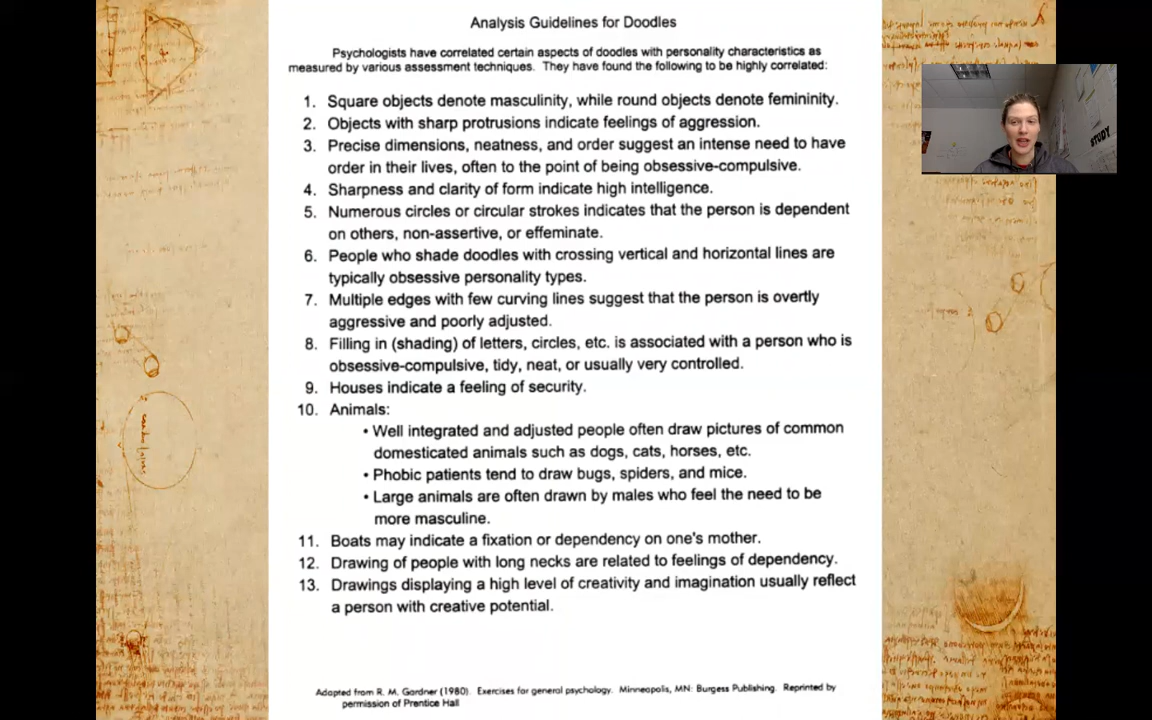 Analysis Guidelines for Doodles
Psychologists have correlated certain aspects of doodles with personality characteristics as
measured by various assessment techniques. They have found the following to be highly correlated:
1. Square objects denote masculinity, while round objects denote femininity.
2. Objects with sharp protrusions indicate feelings of aggression.
3. Precise dimensions, neatness, and order suggest an intense need to have
order in their lives, often to the point of being obsessive-compulsive.
4. Sharpness and clarity of form indicate high intelligence.
5. Numerous circles or circular strokes indicates that the person is dependent
on others, non-assertive, or effeminate.
6. People who shade doodles with crossing vertical and horizontal lines are
typically obsessive personality types.
7. Multiple edges with few curving lines suggest that the person is overtly
aggressive and poorly adjusted.
8. Filling in (shading) of letters, circles, etc. is associated with a person who is
obsessive-compulsive, tidy, neat, or usually very controlled.
9. Houses indicate a feeling of security.
10. Animals:
• Well integrated and adjusted people often draw pictures of common
domesticated animals such as dogs, cats, horses, etc.
• Phobic patients tend to draw bugs, spiders, and mice.
• Large animals are often drawn by males who feel the need to be
more masculine.
11. Boats may indicate a fixation or dependency on one's mother.
12. Drawing of people with long necks are related to feelings of dependency.
13. Drawings displaying a high level of creativity and imagination usually reflect
a person with creative potential.
Adapted from R. M. Gardner (1980). Exercises for general psychology. Minneapolis, MN: Burgess Publishing. Reprinted by
permission of Prentice Hall
STUDY